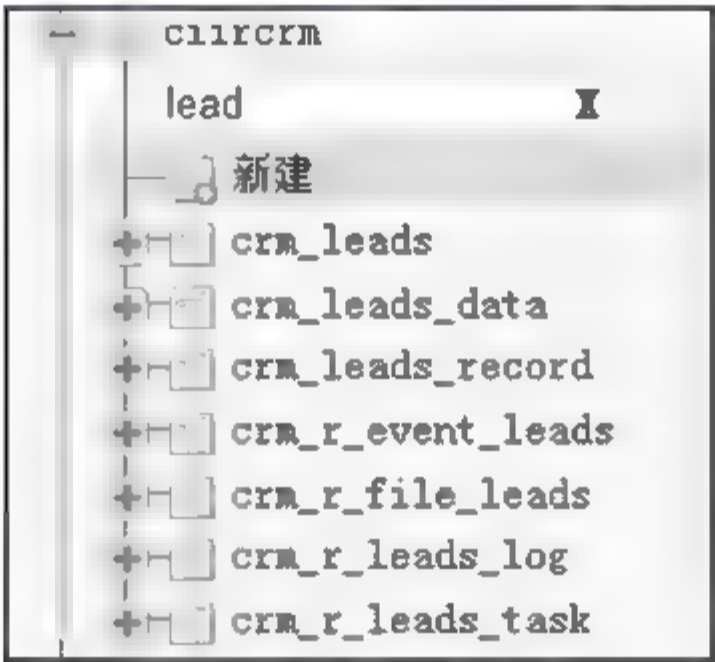 lead
新建
crm_leads
crm_leads_data
crm_leads_record
crm_r_event_leads
crm_r_file_leads
crm_r_leads_log
crm_r_leads_task